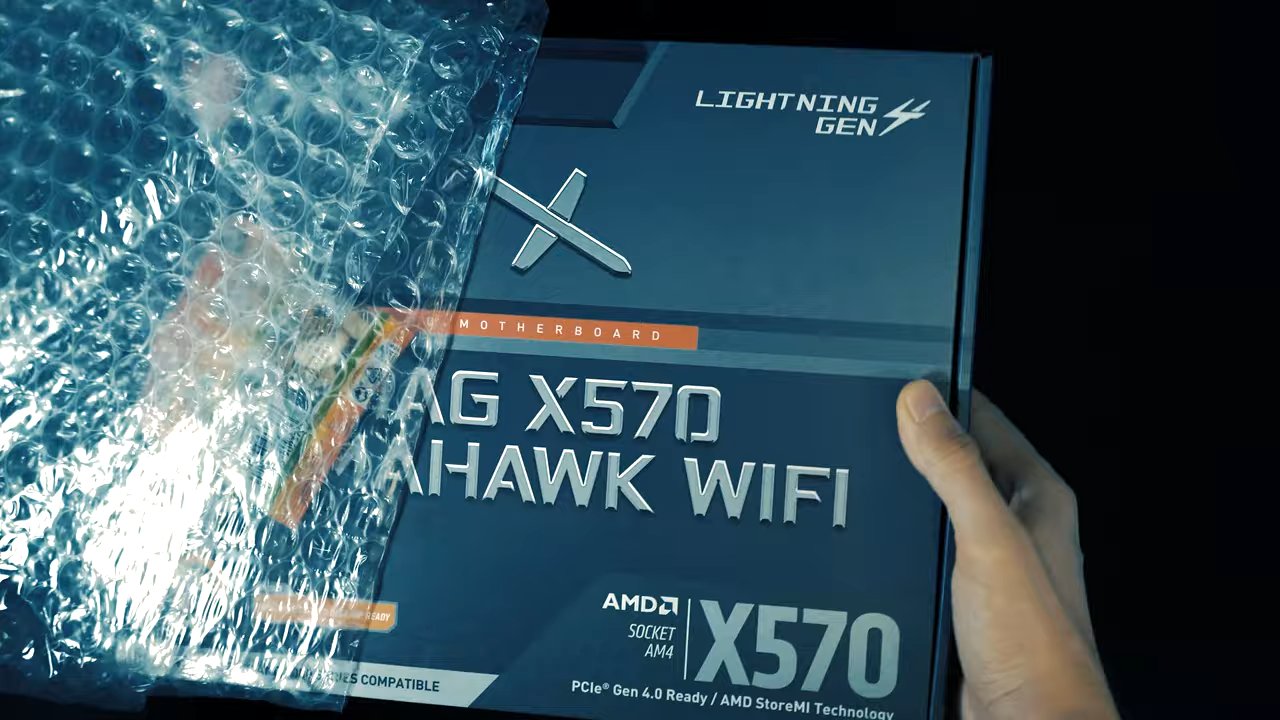 LIGHTNING
GEN
MOTHERBOARD
AG X570
AHAWK WIFI
AMD
SOCKET
AM4
X570
READY
COMPATIBLE
PCIe® Gen 4.0 Ready / AMD StoreMI Technology